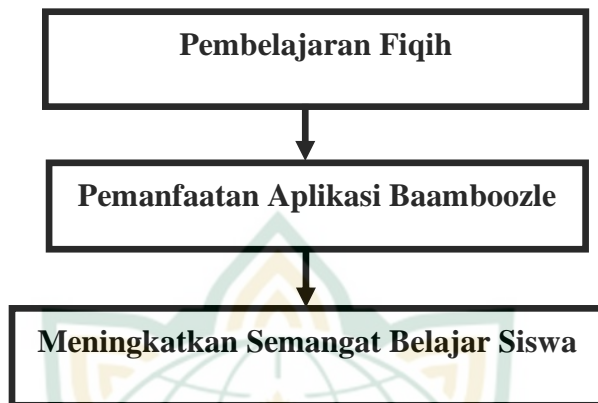 Pembelajaran Fiqih
Pemanfaatan Aplikasi Baamboozle
Meningkatkan Semangat Belajar Siswa